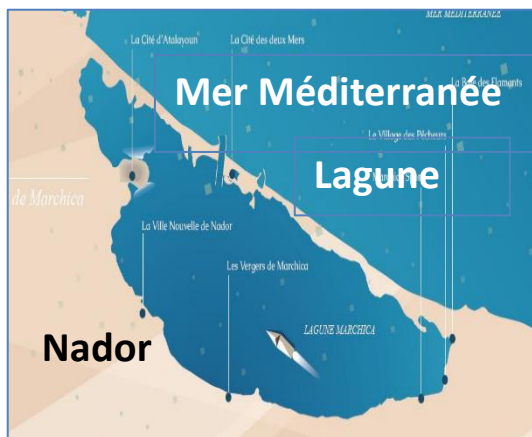 MER MÉDITERRANÉE
La Cité d'Atalayoun
La Cité des deux Mers
La Baie des Flamants
Mer Méditerranée
Le Village des Pêcheurs
Lagune
de Marchica
La Ville Nouvelle de Nador
Les Vergers de Marchica
LAGUNE MARCHICA
Nador